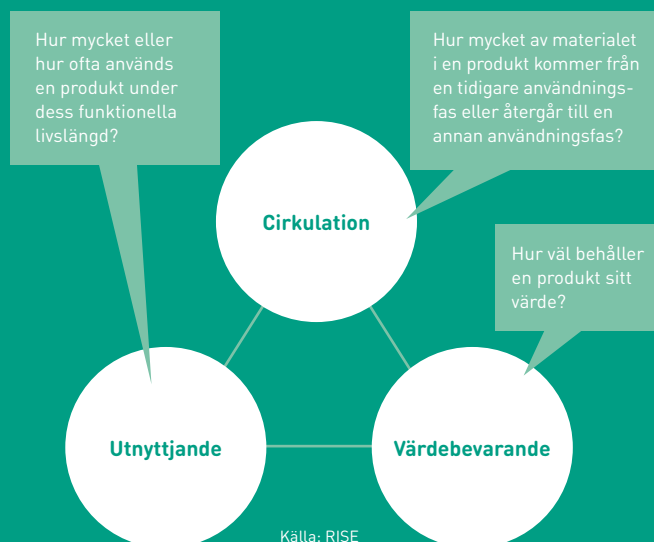 Hur mycket eller
hur ofta används
en produkt under
dess funktionella
livslängd?
Hur mycket av materialet
i en produkt kommer från
en tidigare användnings-
fas eller återgår till en
annan användningsfas?
Cirkulation
Hur väl behåller
en produkt sitt
värde?
Utnyttjande
Värdebevarande
Källa: RISE